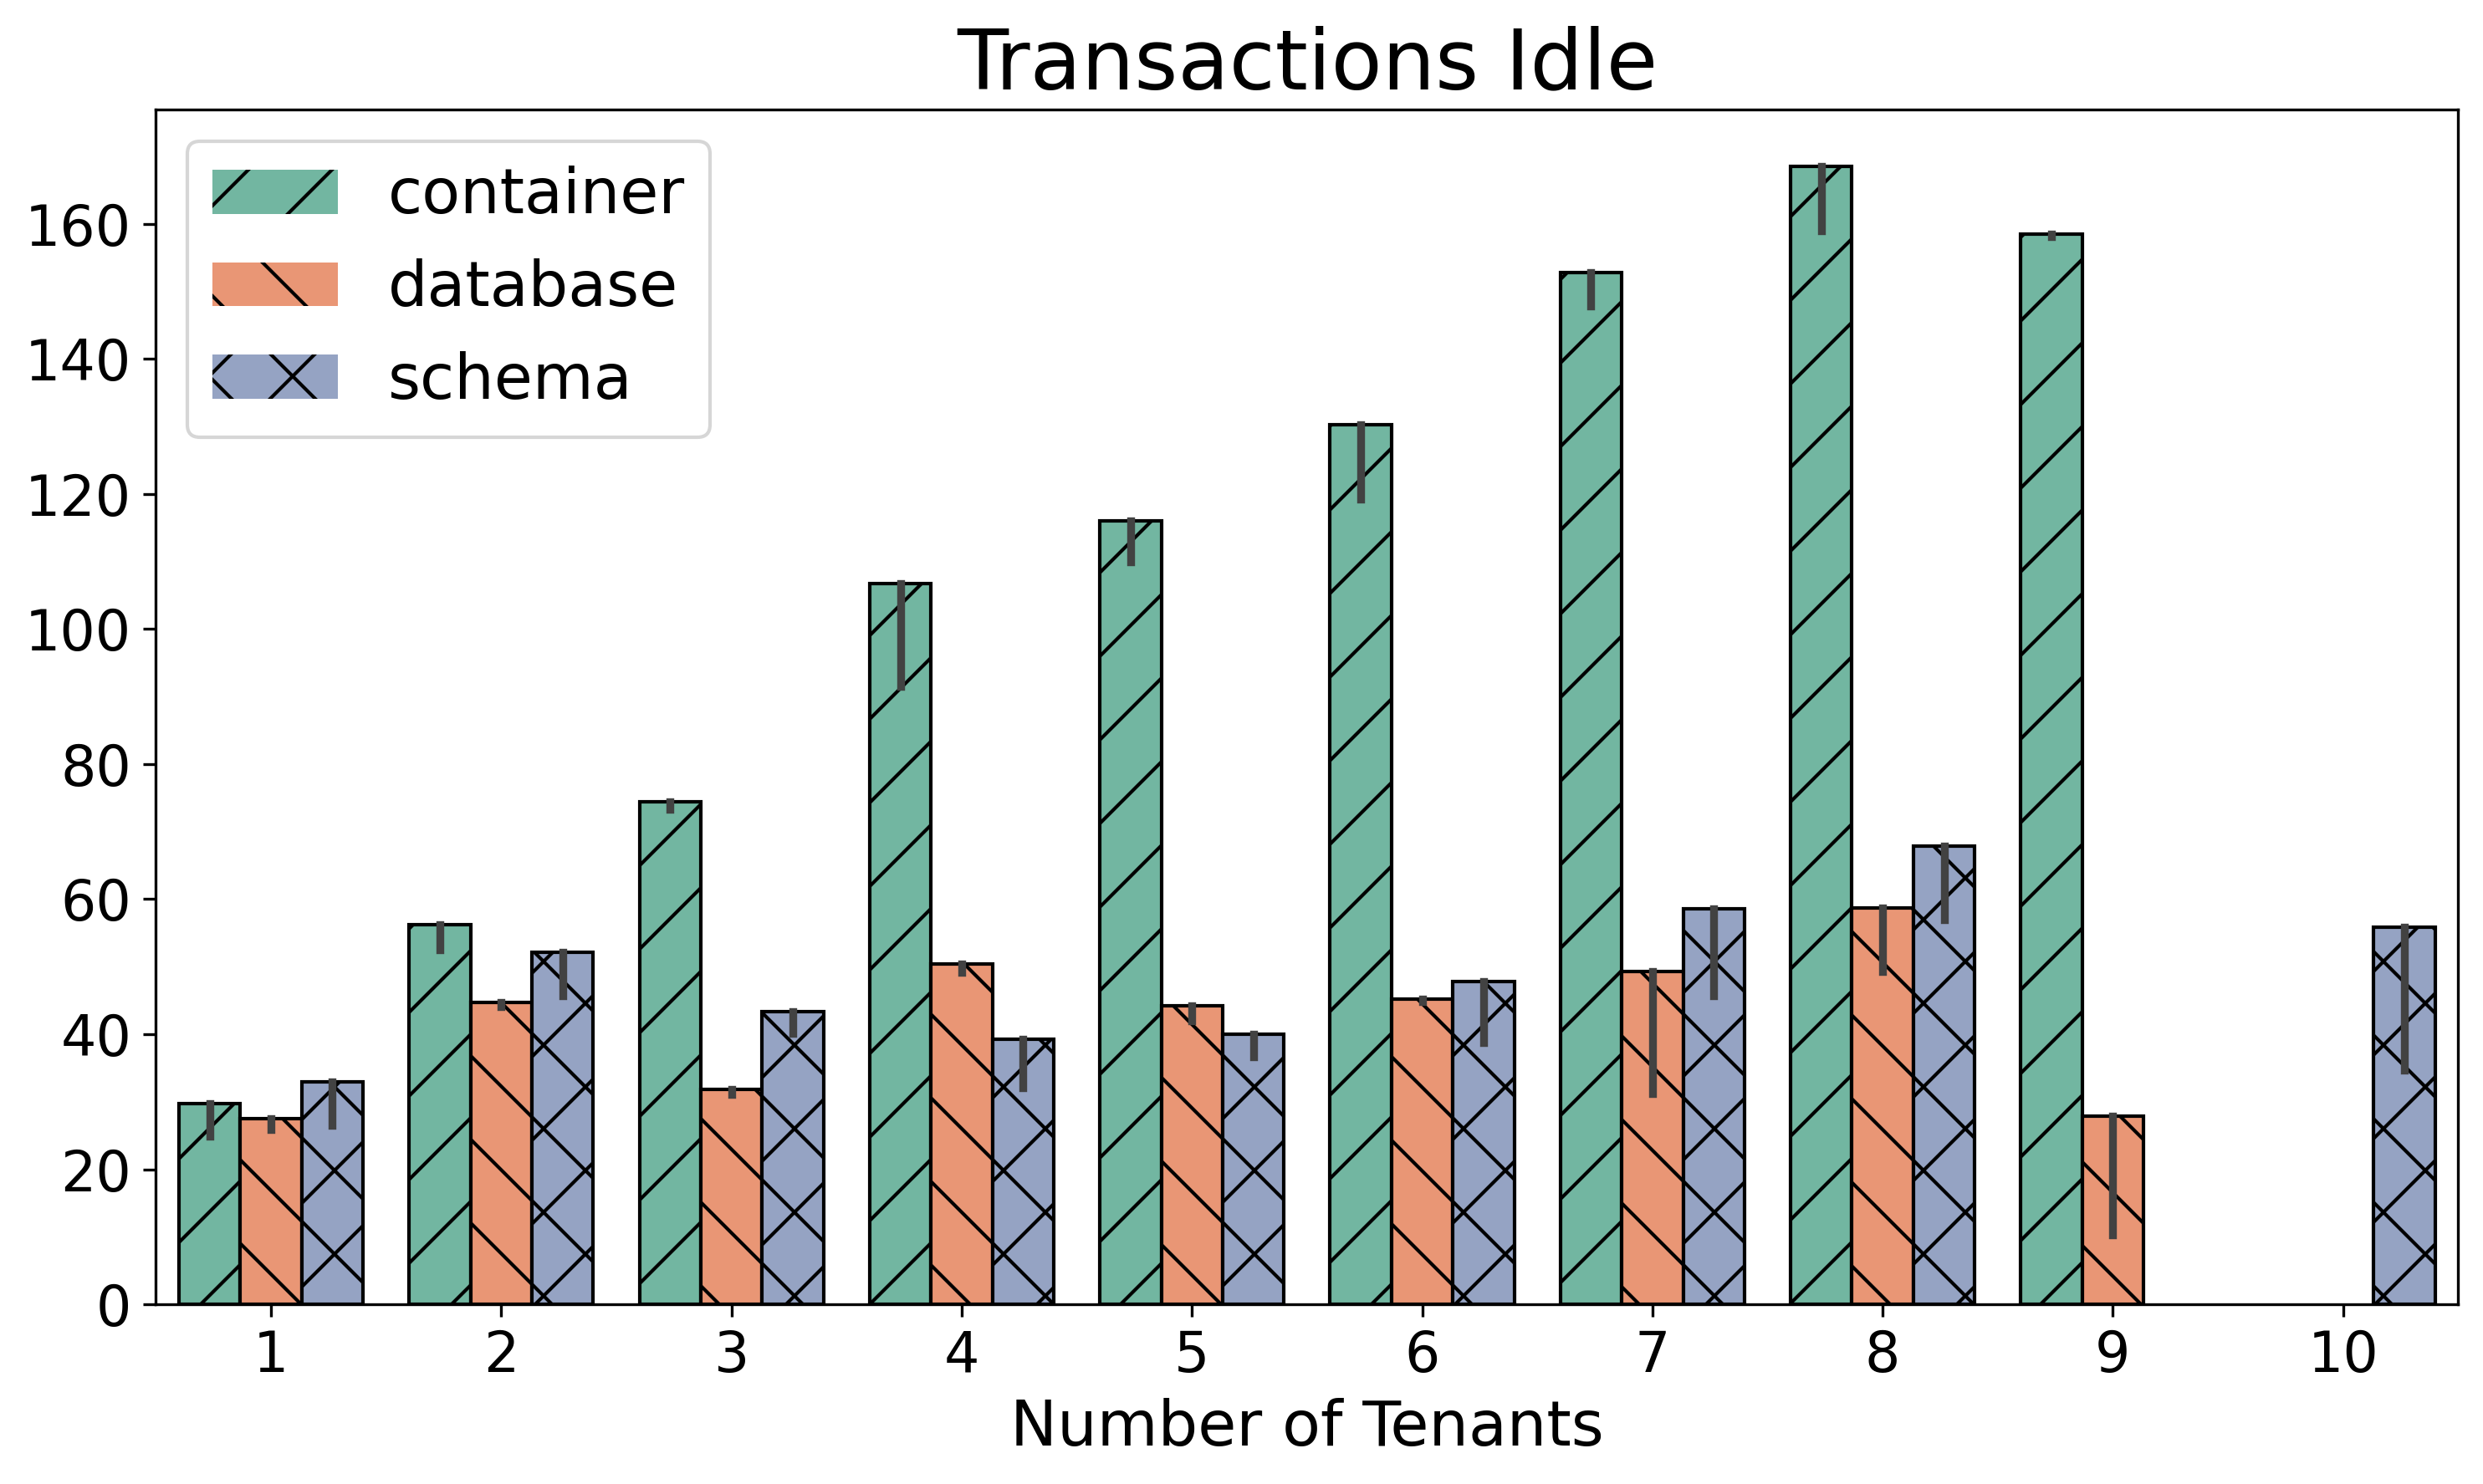 Transactions Idle
container
database
schema
160
140
120
100
80
60
40
20
0
1 2 3 4 5 6 7 8 9 10
Number of Tenants